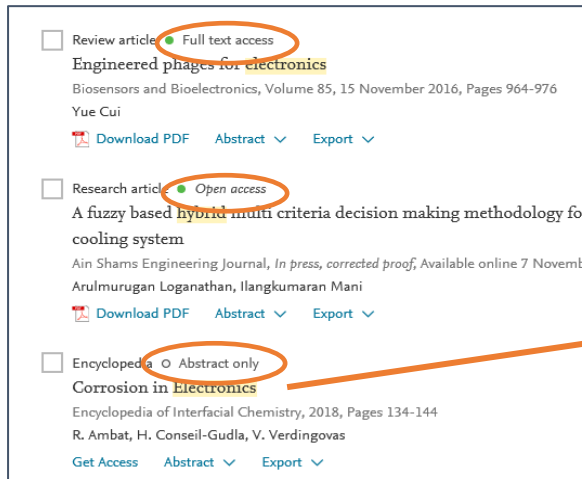 Review article Full text access
Engineered phages for electronics
Biosensors and Bioelectronics, Volume 85, 15 November 2016, Pages 964-976
Yue Cui
Download PDF Abstract Export
Research article Open access
A fuzzy based hybrid multi criteria decision making methodology fo
cooling system
Ain Shams Engineering Journal, In press, corrected proof, Available online 7 Novemb
Arulmurugan Loganathan, Ilangkumaran Mani
Download PDF Abstract Export
Encyclopedia Abstract only
Corrosion in Electronics
Encyclopedia of Interfacial Chemistry, 2018, Pages 134-144
R. Ambat, H. Conseil-Gudla, V. Verdingovas
Get Access Abstract Export